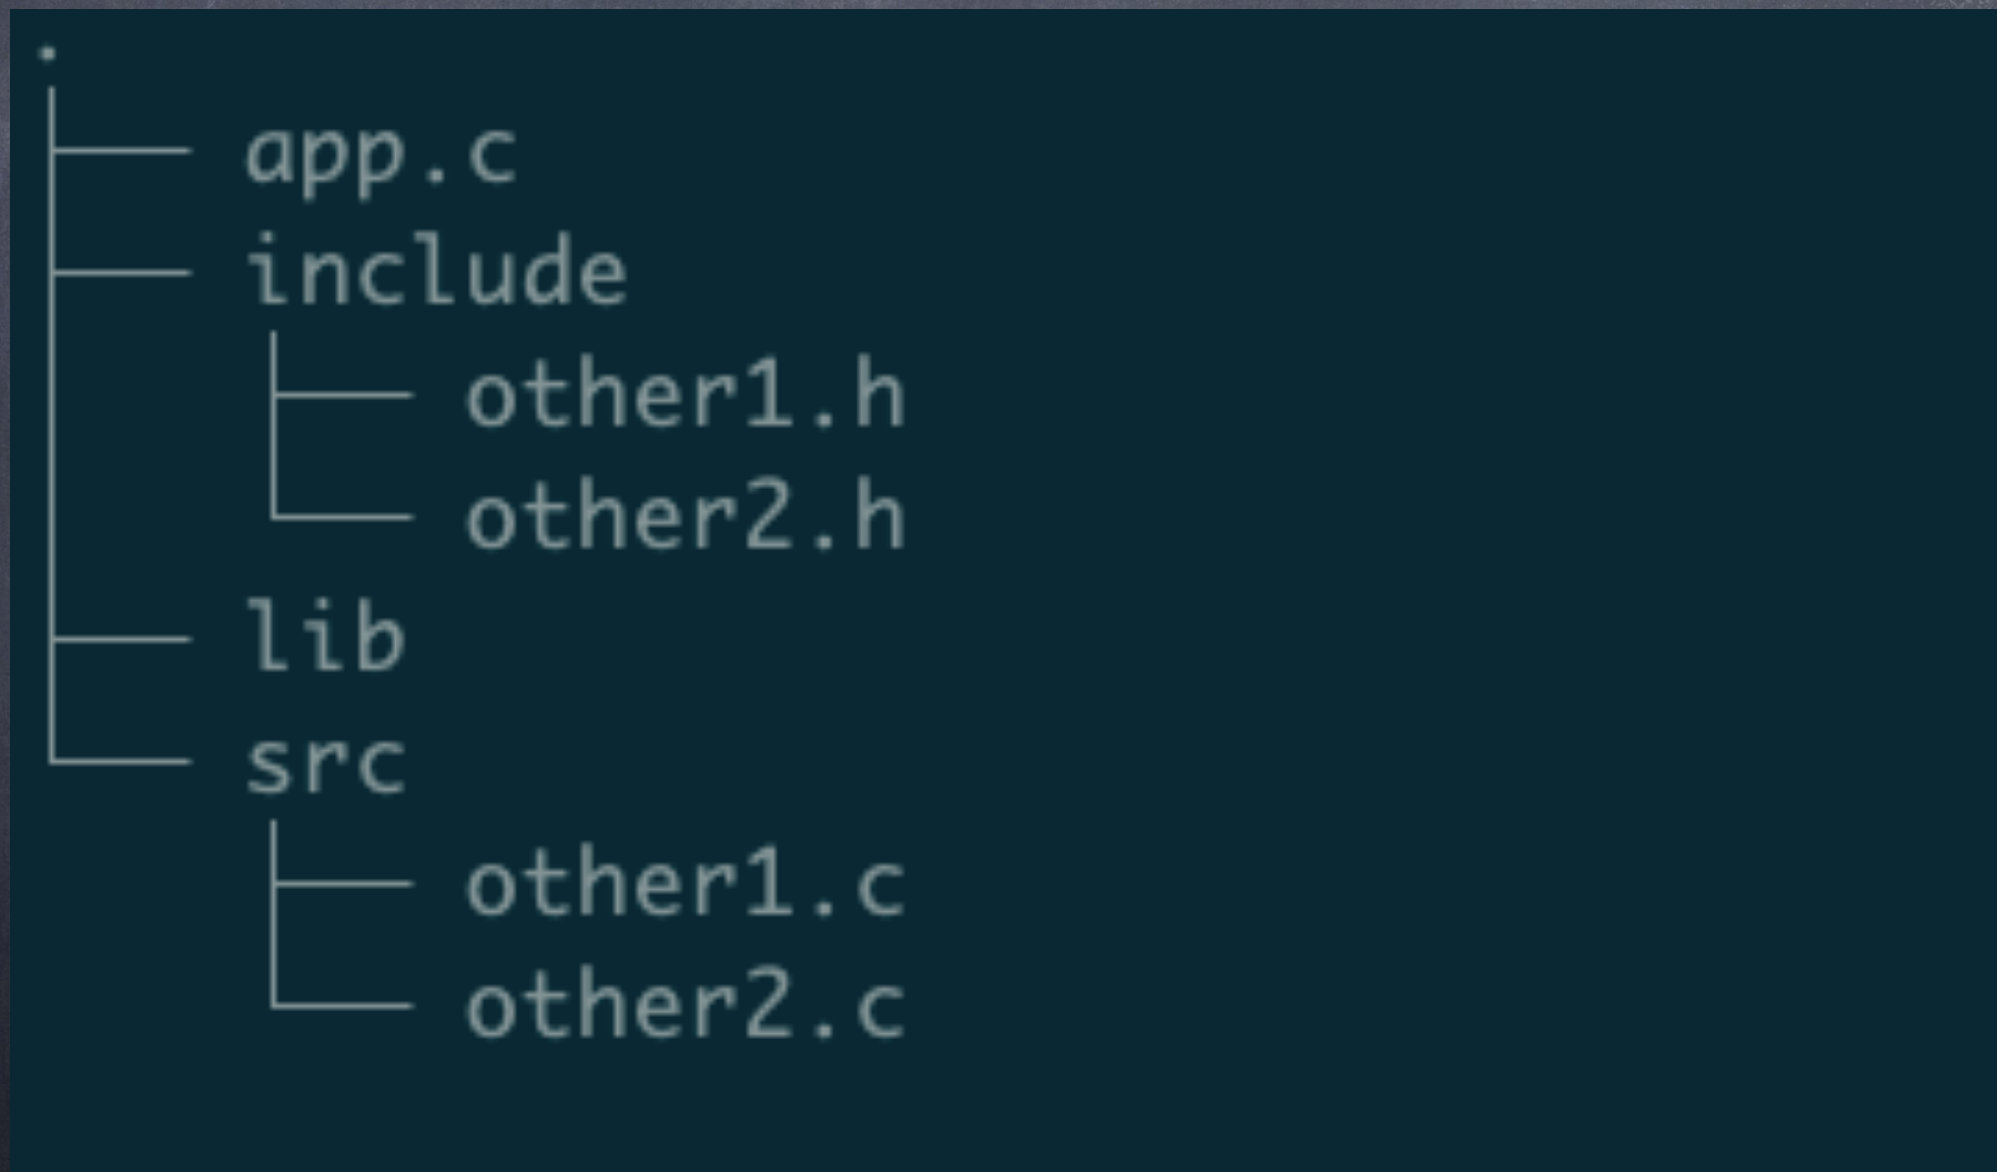 .
├── app.c
├── include
│   ├── other1.h
│   └── other2.h
├── lib
└── src
    ├── other1.c
    └── other2.c